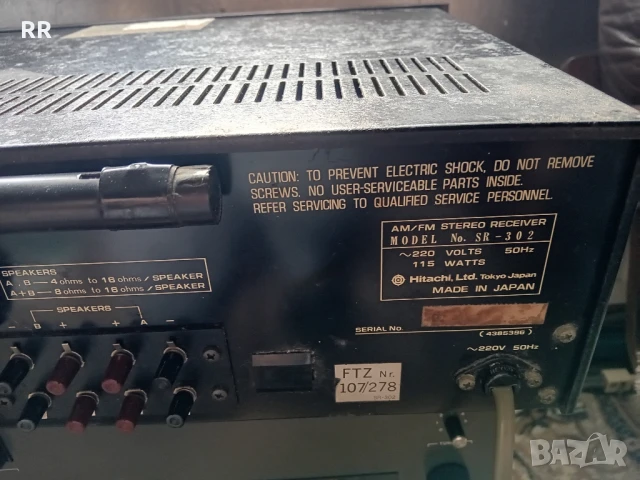 RR
CAUTION: TO PREVENT ELECTRIC SHOCK, DO NOT REMOVE
SCREWS. NO USER-SERVICEABLE PARTS INSIDE.
REFER SERVICING TO QUALIFIED SERVICE PERSONNEL.
AM/FM STEREO RECEIVER
MODEL No. SR-302
~220 VOLTS 50Hz
115 WATTS
Hitachi, Ltd. Tokyo Japan
MADE IN JAPAN
SPEAKERS
A, B—4 ohms to 16 ohms/SPEAKER
A+B—8 ohms to 16 ohms/SPEAKER
SPEAKERS
- B + + A -
SERIAL No.
(4385396)
~220V 50Hz
FTZ Nr.
107/278
BAZAR